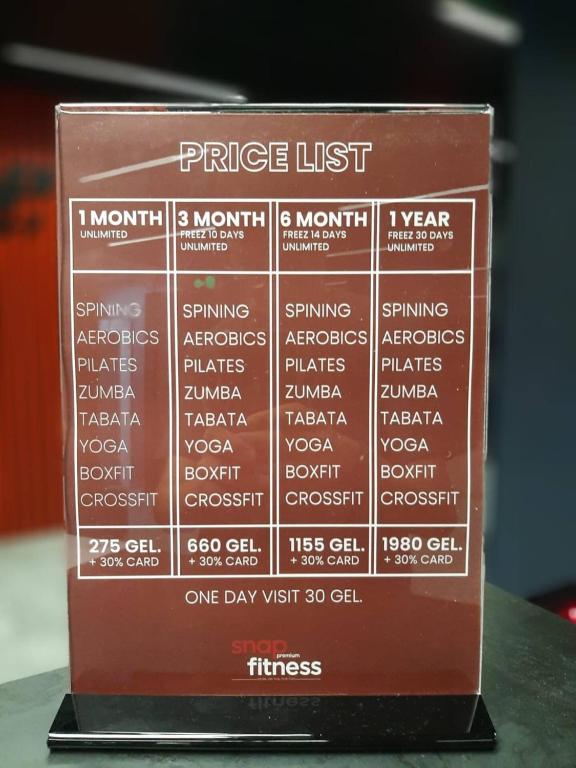 PRICE LIST
1 MONTH
UNLIMITED
3 MONTH
FREEZ 10 DAYS
UNLIMITED
6 MONTH
FREEZ 14 DAYS
UNLIMITED
1 YEAR
FREEZ 30 DAYS
UNLIMITED
SPINING
AEROBICS
PILATES
ZUMBA
TABATA
YOGA
BOXFIT
CROSSFIT
SPINING
AEROBICS
PILATES
ZUMBA
TABATA
YOGA
BOXFIT
CROSSFIT
SPINING
AEROBICS
PILATES
ZUMBA
TABATA
YOGA
BOXFIT
CROSSFIT
SPINING
AEROBICS
PILATES
ZUMBA
TABATA
YOGA
BOXFIT
CROSSFIT
275 GEL.
+ 30% CARD
660 GEL.
+ 30% CARD
1155 GEL.
+ 30% CARD
1980 GEL.
+ 30% CARD
ONE DAY VISIT 30 GEL.
snap
premium
fitness